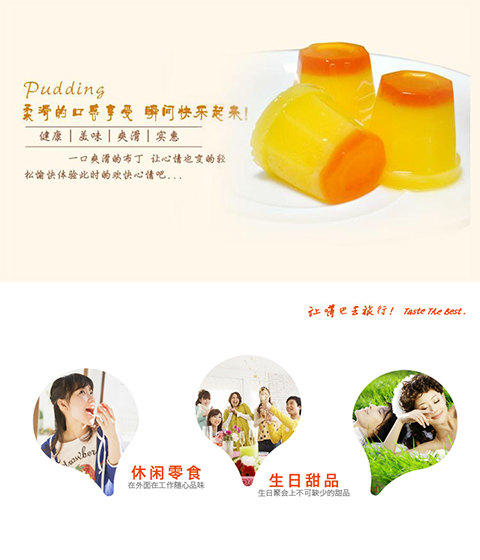 Pudding
柔滑的口感享受 瞬间快乐起来!
健康 | 美味 | 爽滑 | 实惠
一口爽滑的布丁 让心情也变的轻
松愉快体验此时的欢快心情吧...
让嘴巴去旅行! Taste The Best.
休闲零食
在外面在工作随心品味
生日甜品
生日聚会上不可缺少的甜品